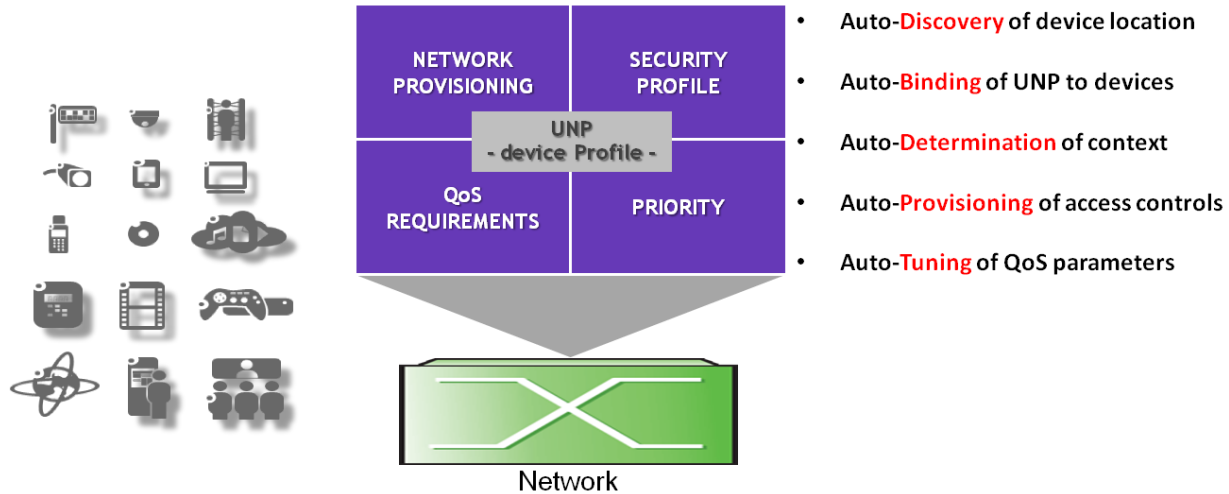 NETWORK
PROVISIONING
SECURITY
PROFILE
UNP
- device Profile -
QoS
REQUIREMENTS
PRIORITY
Network
• Auto-Discovery of device location
• Auto-Binding of UNP to devices
• Auto-Determination of context
• Auto-Provisioning of access controls
• Auto-Tuning of QoS parameters